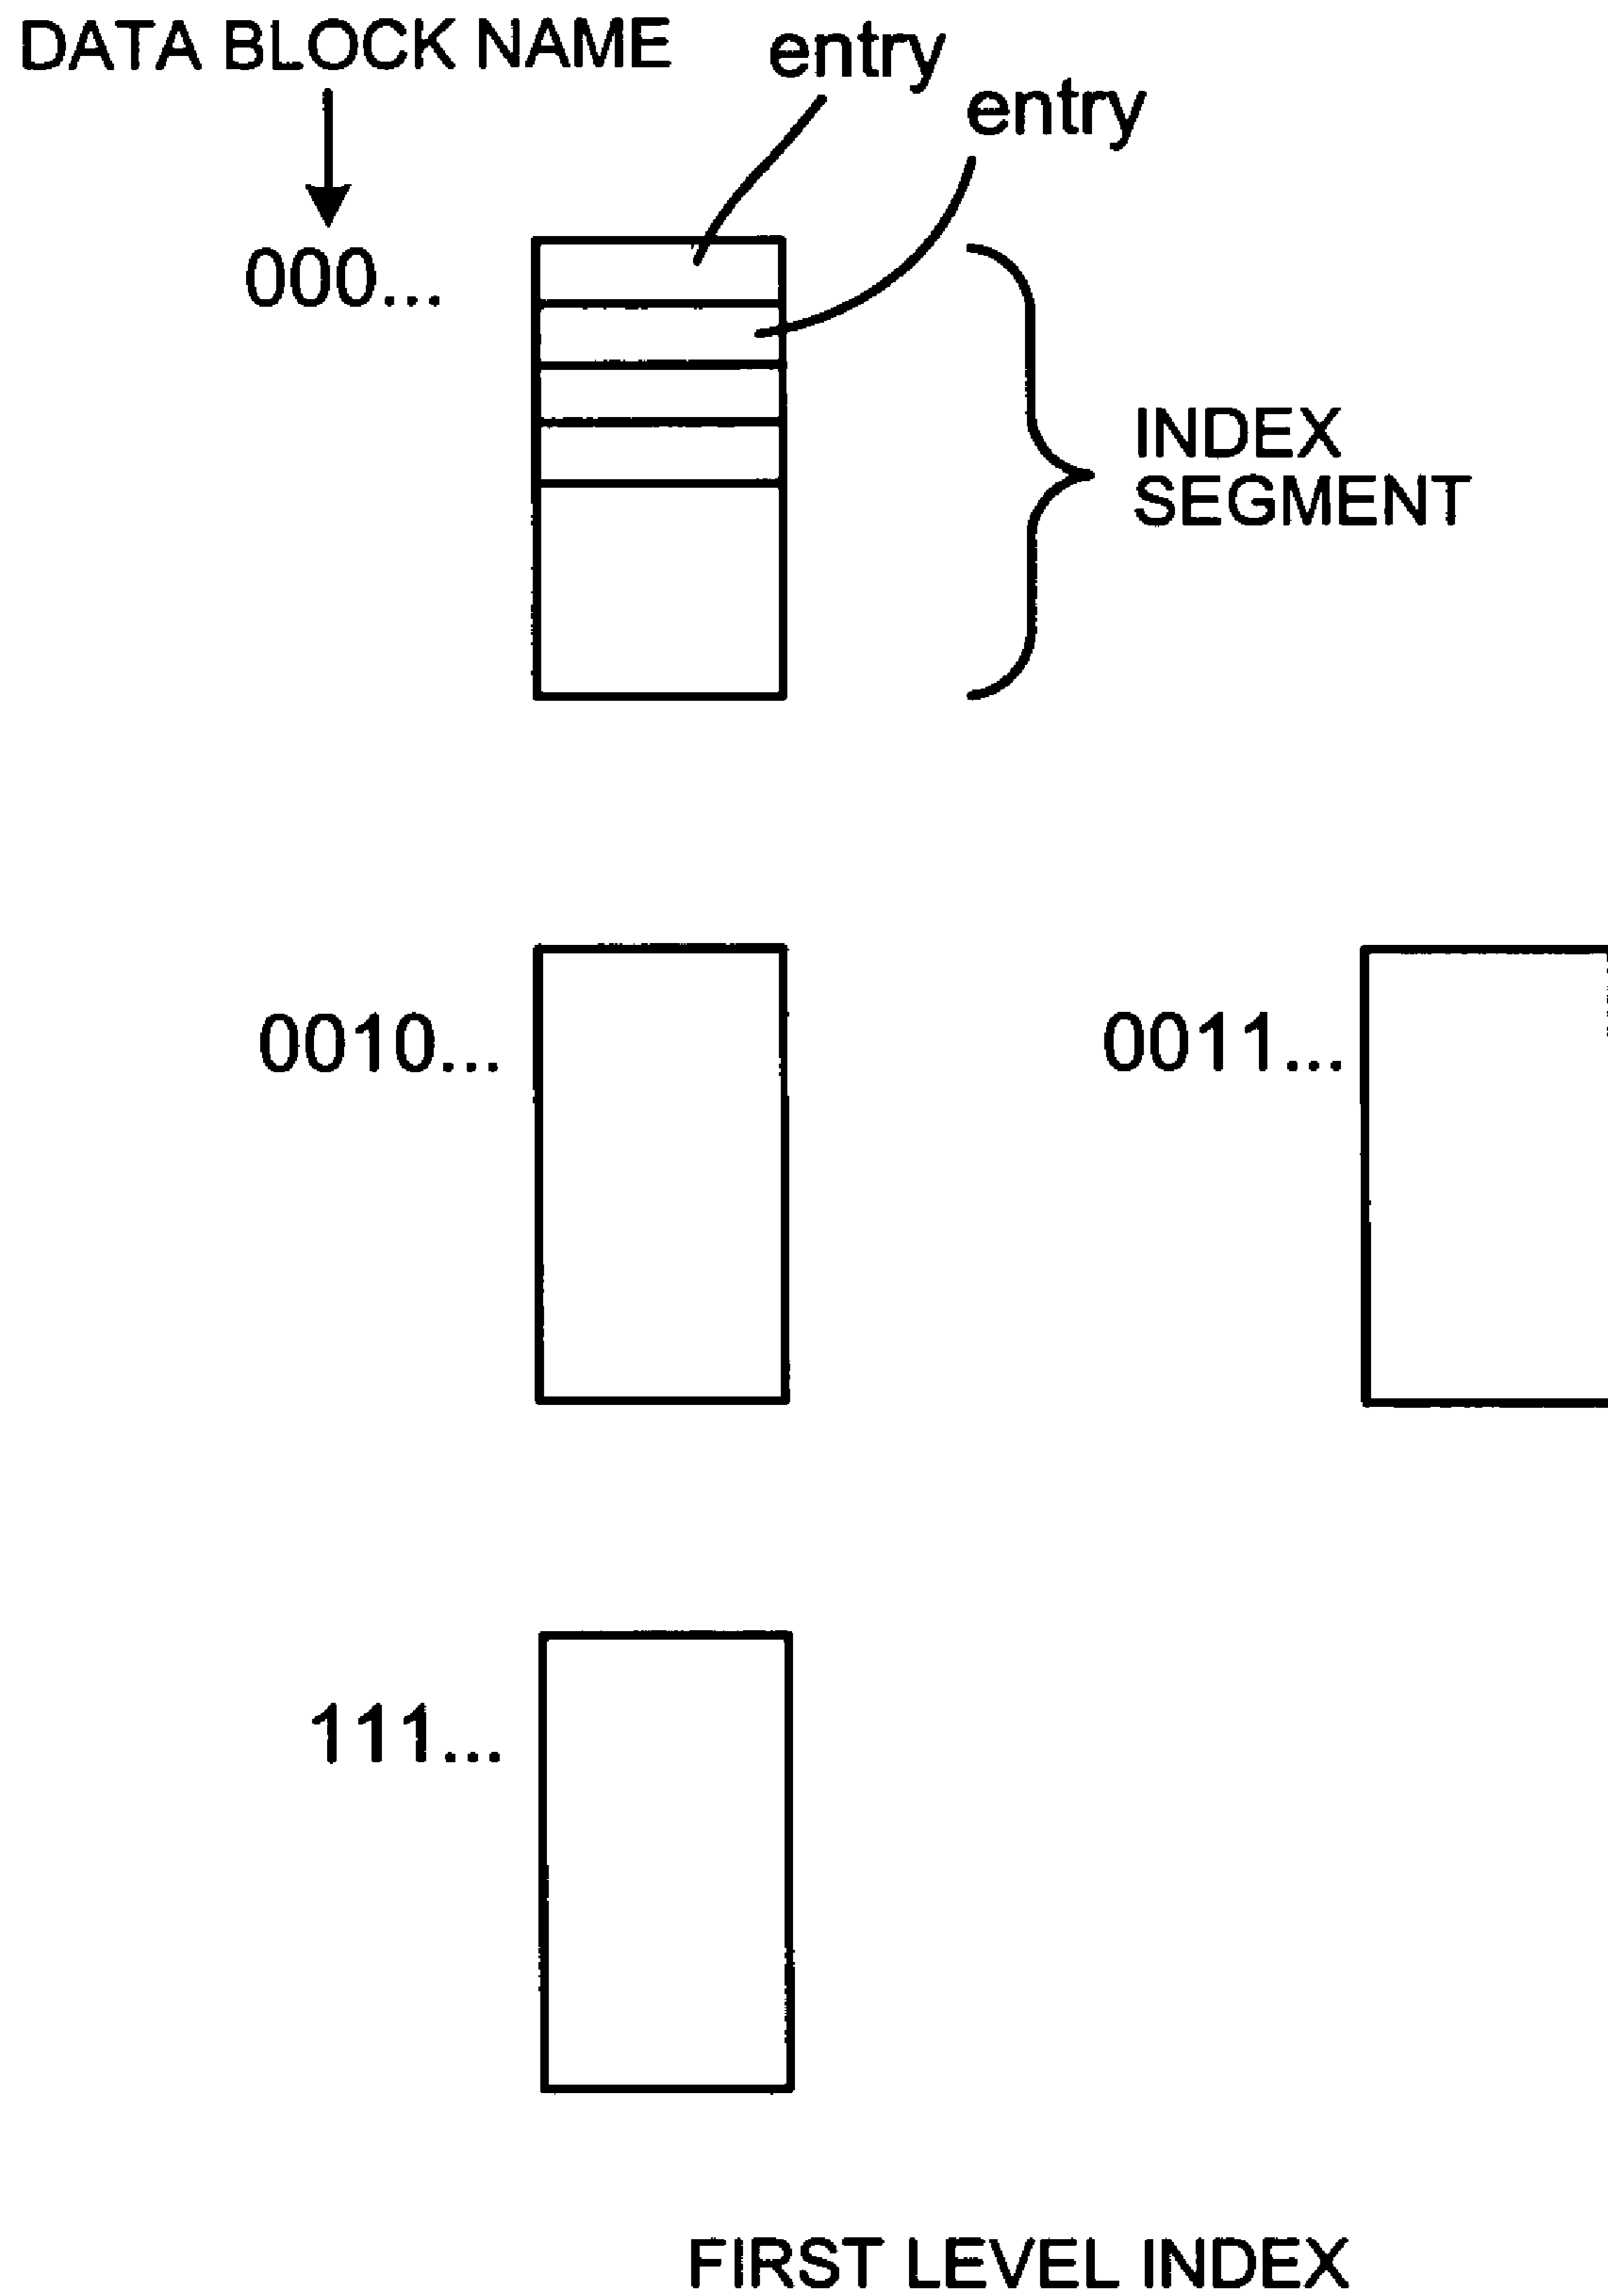 DATA BLOCK NAME
entry
entry
000...
INDEX
SEGMENT
0010...
0011...
111...
FIRST LEVEL INDEX